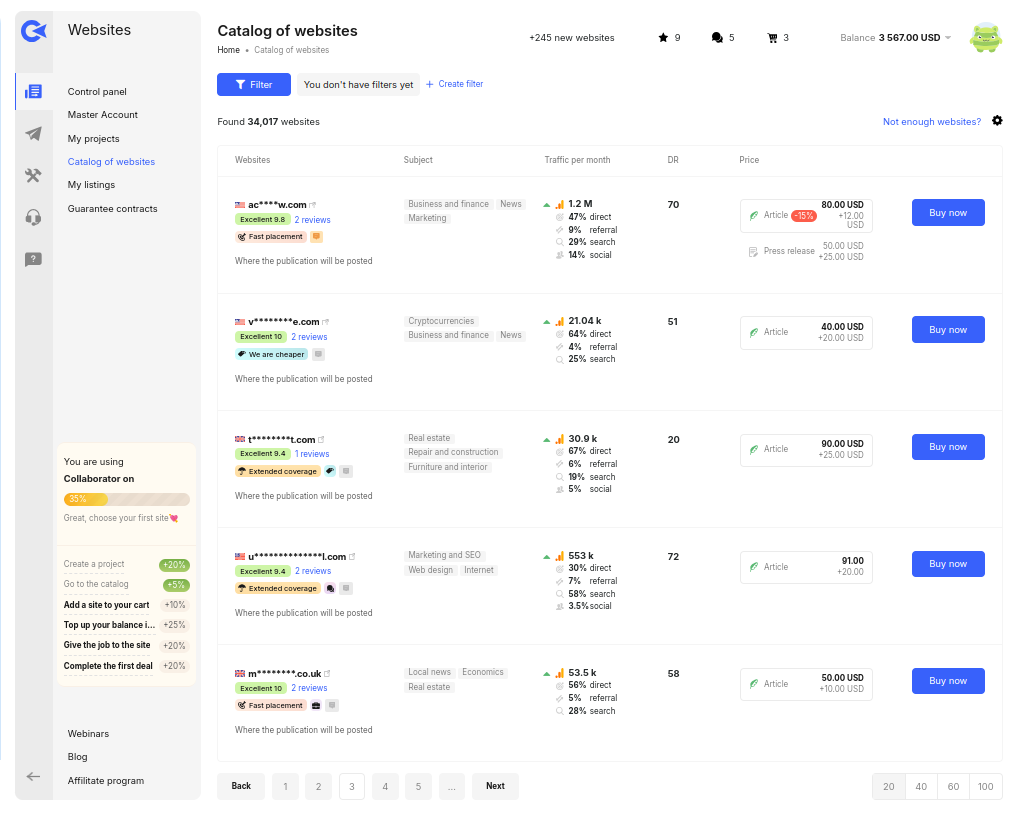 Websites
Control panel
Master Account
My projects
Catalog of websites
My listings
Guarantee contracts
You are using
Collaborator on
35%
Great, choose your first site
Create a project +20%
Go to the catalog +5%
Add a site to your cart +10%
Top up your balance i... +25%
Give the job to the site +20%
Complete the first deal +20%
Webinars
Blog
Affilitate program
Catalog of websites
Home • Catalog of websites
+245 new websites 9 5 3 Balance 3 567.00 USD
Filter You don't have filters yet + Create filter
Found 34,017 websites Not enough websites?
Websites Subject Traffic per month DR Price
ac****w.com
Excellent 9.8 2 reviews
Fast placement
Where the publication will be posted
Business and finance News
Marketing
1.2 M
47% direct
9% referral
29% search
14% social
70
Article -15% 80.00 USD
+12.00
USD
Press release 50.00 USD
+25.00 USD
Buy now
v********e.com
Excellent 10 2 reviews
We are cheaper
Where the publication will be posted
Cryptocurrencies
Business and finance News
21.04 k
64% direct
4% referral
25% search
51
Article 40.00 USD
+20.00 USD
Buy now
t********t.com
Excellent 9.4 1 reviews
Extended coverage
Where the publication will be posted
Real estate
Repair and construction
Furniture and interior
30.9 k
67% direct
6% referral
19% search
5% social
20
Article 90.00 USD
+25.00 USD
Buy now
u**************l.com
Excellent 9.4 2 reviews
Extended coverage
Where the publication will be posted
Marketing and SEO
Web design Internet
553 k
30% direct
7% referral
58% search
3.5% social
72
Article 91.00
+20.00
Buy now
m********.co.uk
Excellent 10 2 reviews
Fast placement
Where the publication will be posted
Local news Economics
Real estate
53.5 k
56% direct
5% referral
28% search
58
Article 50.00 USD
+10.00 USD
Buy now
Back 1 2 3 4 5 ... Next 20 40 60 100